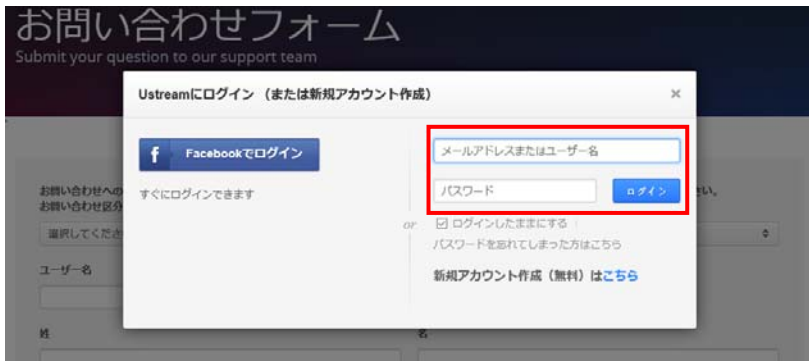 お問い合わせフォーム
Submit your question to our support team
Ustreamにログイン（または新規アカウント作成）
×
f Facebookでログイン
すぐにログインできます
or
メールアドレスまたはユーザー名
パスワード
ログイン
ログインしたままにする
パスワードを忘れてしまった方はこちら
新規アカウント作成（無料）はこちら
お問い合わせへの
さい。
お問い合わせ区分
選択してくださ
ユーザー名
姓
名